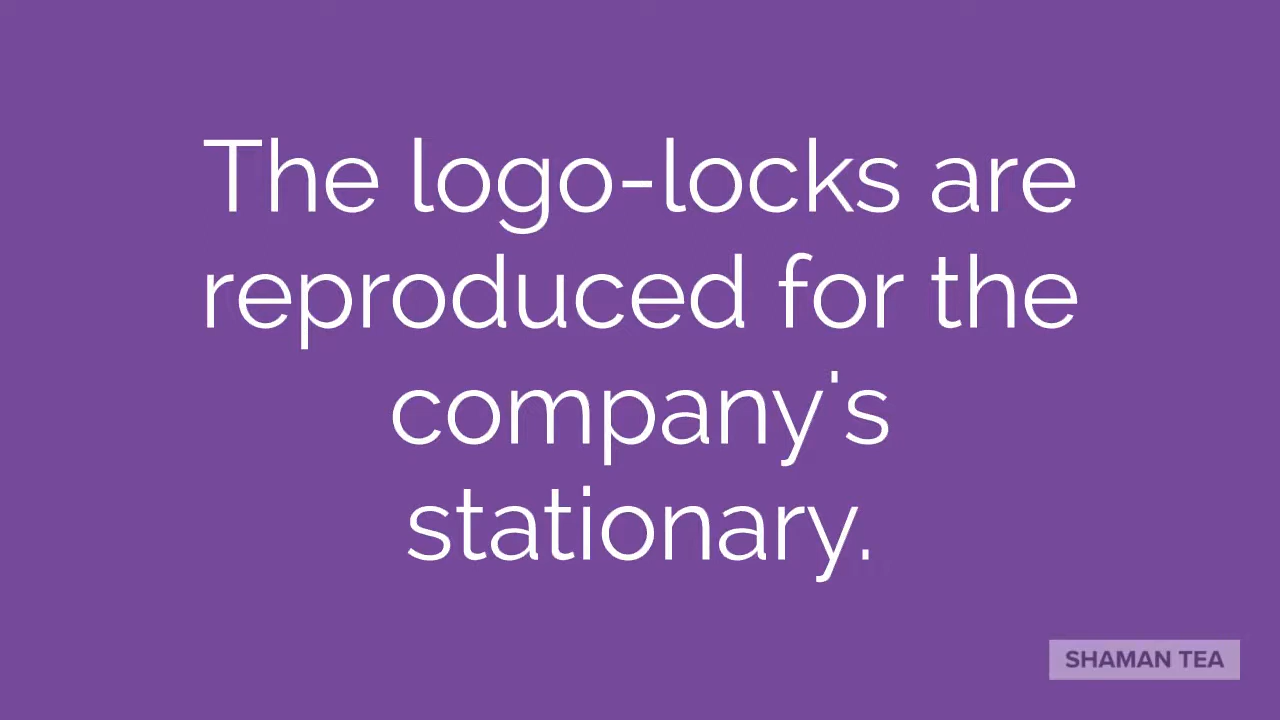 The logo-locks are
reproduced for the
company's
stationary.
SHAMAN TEA